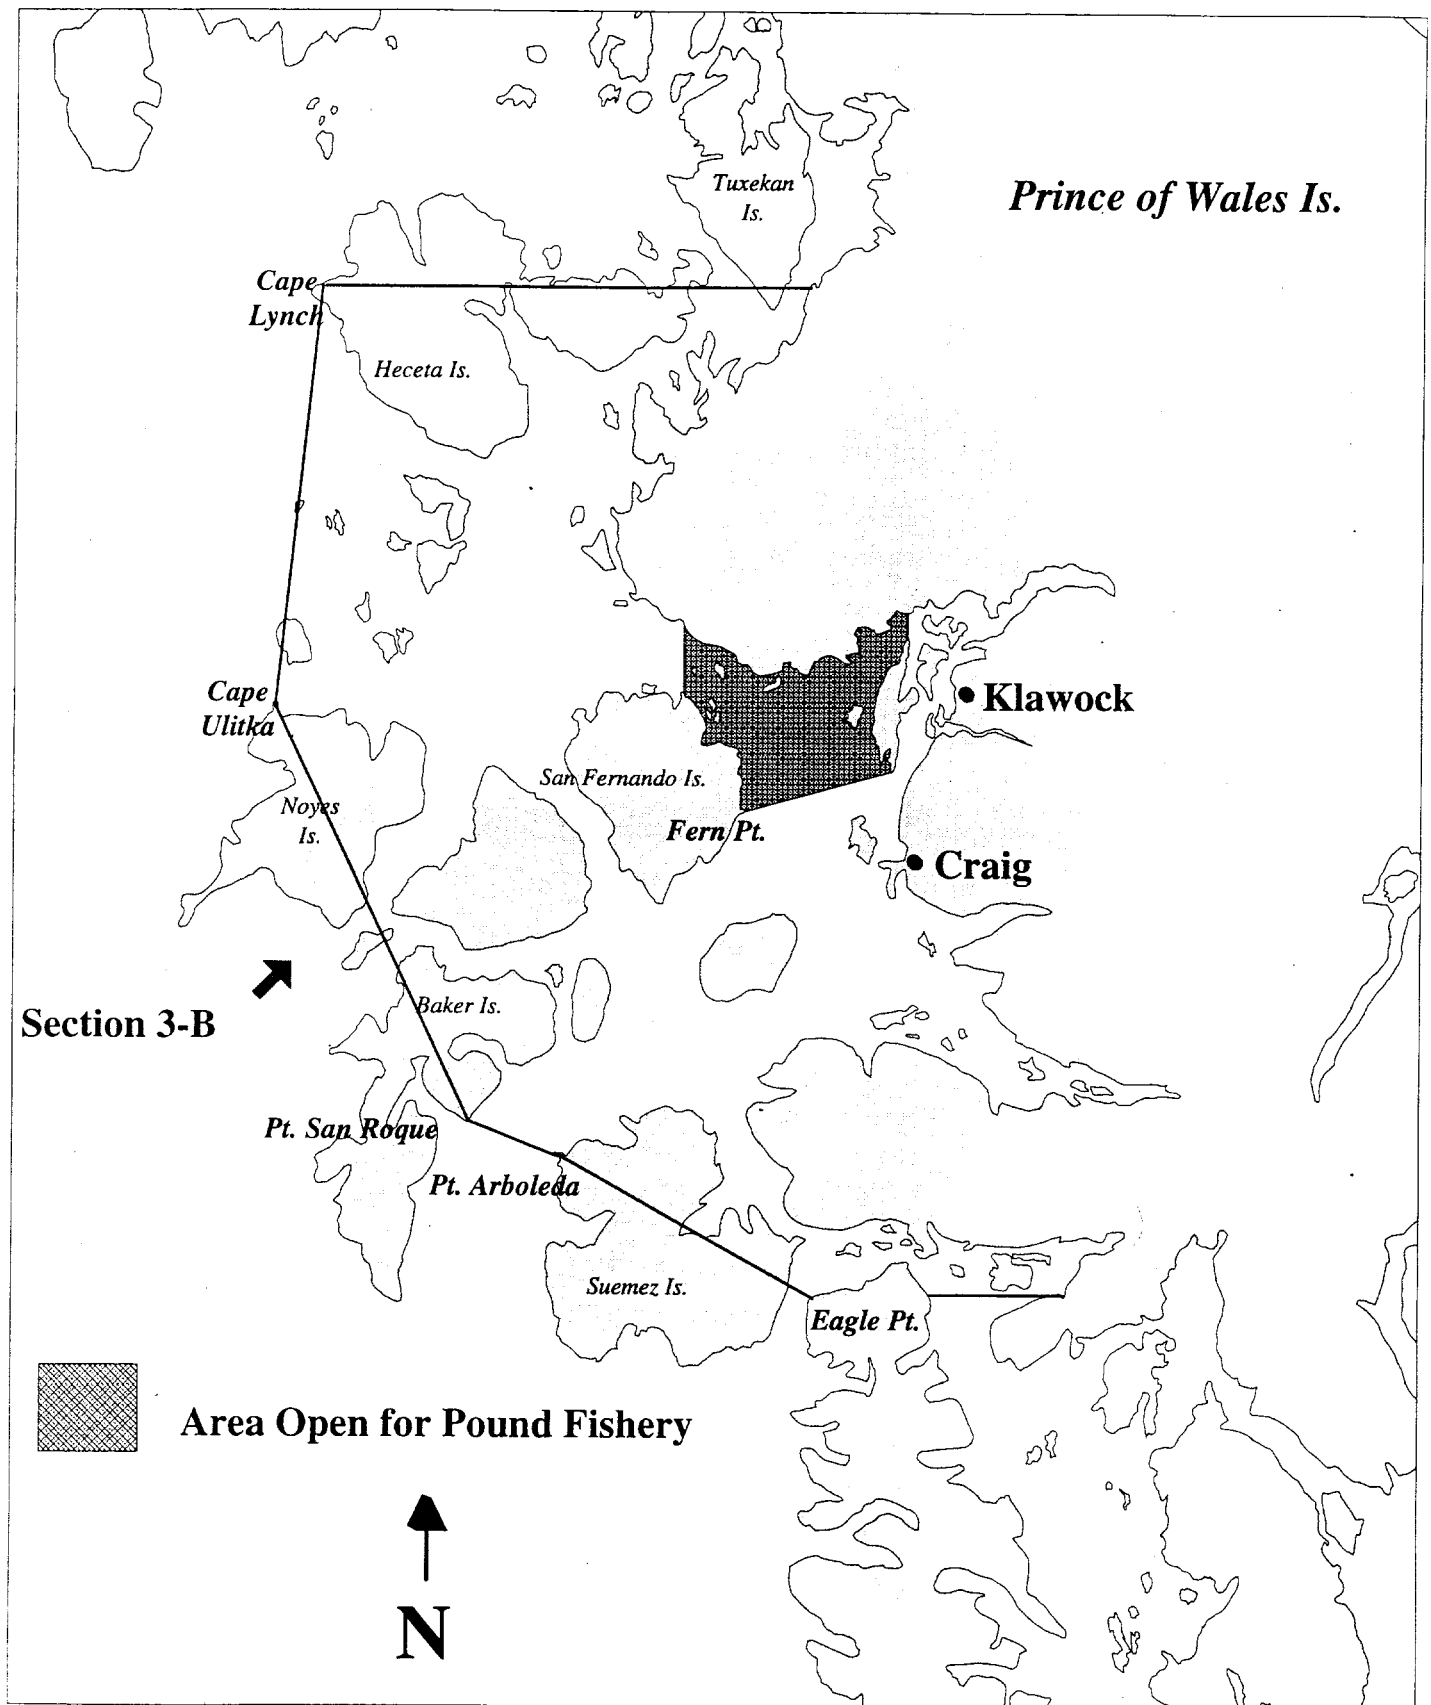 Tuxekan
Is.
Prince of Wales Is.
Cape
Lynch
Heceta Is.
Cape
Ulitka
Klawock
San Fernando Is.
Noyes
Is.
Fern Pt.
Craig
Baker Is.
Section 3-B
Pt. San Roque
Pt. Arboleda
Suemez Is.
Eagle Pt.
Area Open for Pound Fishery
N